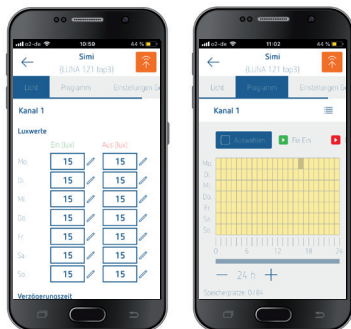 o2-de 10:59 44 %
Simi
(LUNA 121 top3)
Licht Programm Einstellungen
Kanal 1
Luxwerte
Ein (lux) Aus (lux)
Mo. 15 15
Di. 15 15
Mi. 15 15
Do. 15 15
Fr. 15 15
Sa. 15 15
So. 15 15
Verzögerungszeit
o2-de 11:02 44 %
Simi
(LUNA 121 top3)
Licht Programm Einstellungen
Kanal 1
Auswählen Fix Ein
Mo.
Di.
Mi.
Do.
Fr.
Sa.
So.
0 6 12 18 24
— 24 h +
Speicherplätze: 0/84